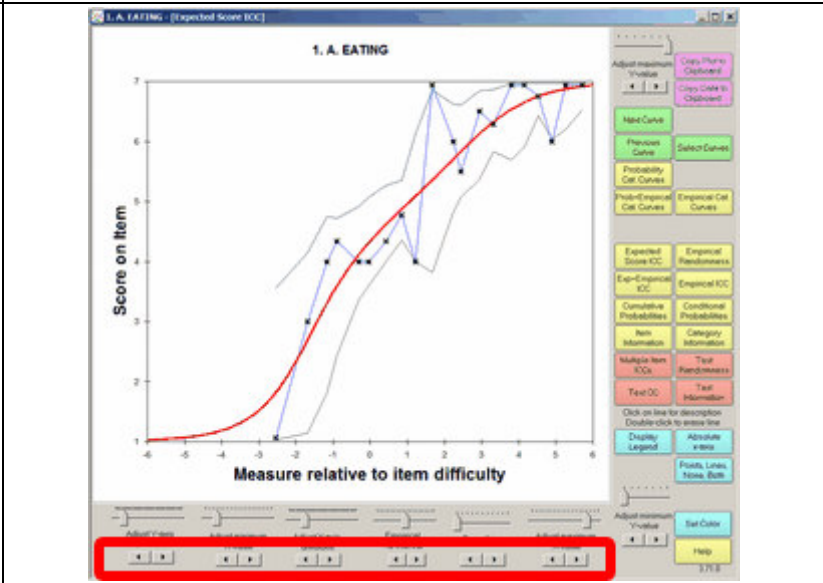 1. A. EATING - [Expected Score ICC]
1. A. EATING
7
6
5
4
3
2
1
Score on Item
-6 -5 -4 -3 -2 -1 0 1 2 3 4 5 6
Measure relative to item difficulty
Adjust maximum
Y-value
Copy Plot to
Clipboard
Copy Data to
Clipboard
Next Curve
Previous
Curve
Select Curves
Probability
Cat. Curves
Prob+Empirical
Cat. Curves
Empirical Cat.
Curves
Expected
Score ICC
Empirical
Randomness
Exp+Empirical
ICC
Empirical ICC
Cumulative
Probabilities
Conditional
Probabilities
Item
Information
Category
Information
Multiple Item
ICCs
Test
Randomness
Test CC
Test
Information
Click on line for description
Double-click to erase line
Display
Legend
Absolute
x-axis
Points, Lines,
None, Both
Adjust minimum
Y-value
Set Color
Help